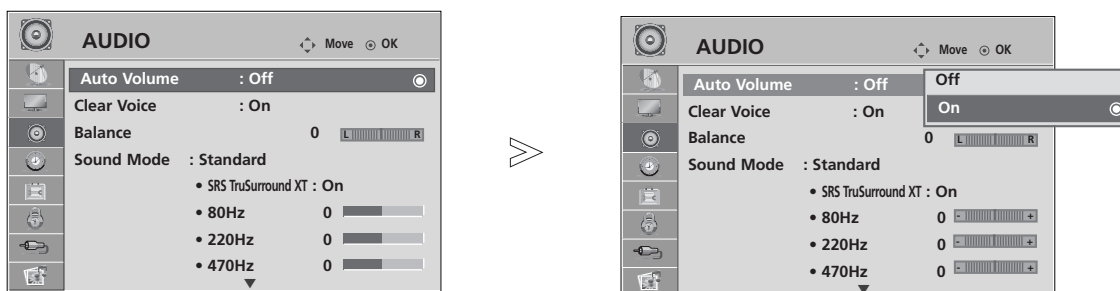 AUDIO
Move OK
Auto Volume : Off
Clear Voice : On
Balance 0 L R
Sound Mode : Standard
• SRS TruSurround XT : On
• 80Hz 0
• 220Hz 0
• 470Hz 0
AUDIO
Move OK
Auto Volume : Off
Off
Clear Voice : On
On
Balance 0 L R
Sound Mode : Standard
• SRS TruSurround XT : On
• 80Hz 0 - +
• 220Hz 0 - +
• 470Hz 0 - +